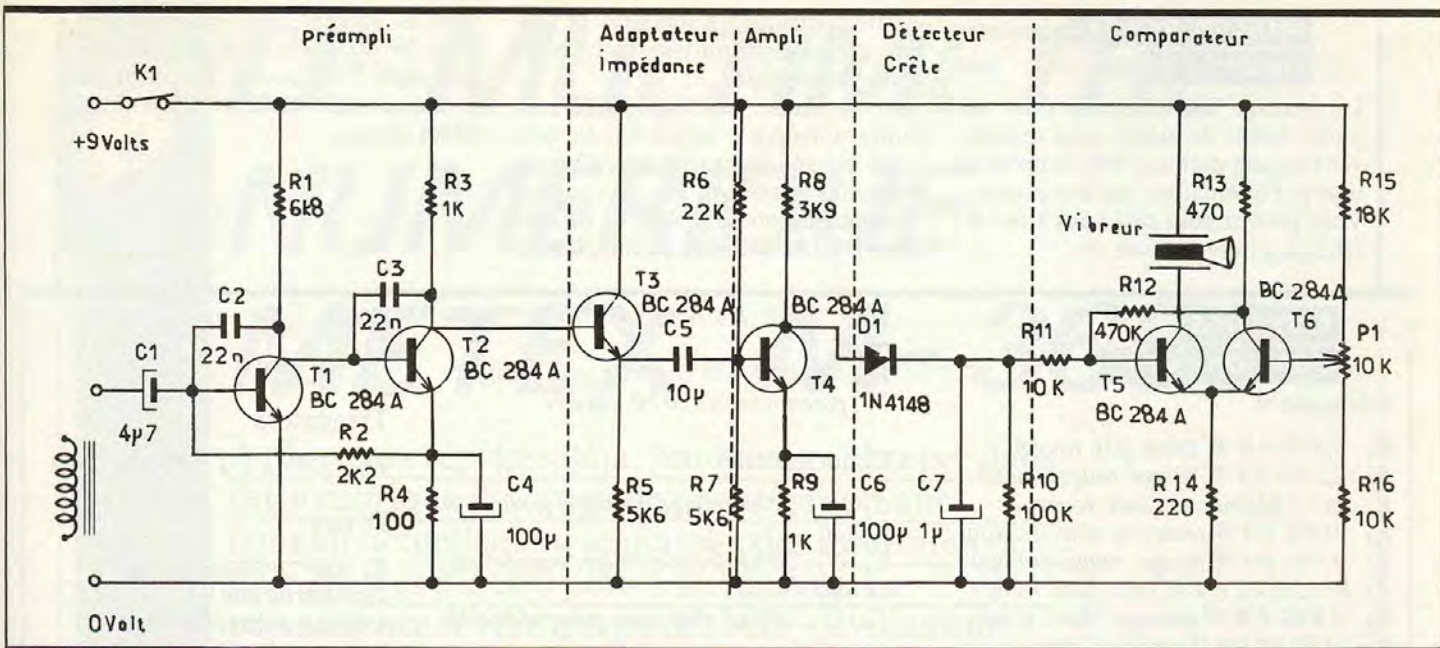 préampli
Adaptateur
Impédance
Ampli
Détecteur
Crête
Comparateur
K1
+9Volts
R1
6k8
R3
1K
R6
22K
R8
3K9
R13
470
R15
18K
Vibreur
C3
22n
C2
22n
T3
BC 284 A
C5
10µ
BC 284 A
D1
1N4148
T4
R12
470K
R11
10K
BC 284A
T6
P1
10K
T5
BC 284 A
C1
4µ7
T1
BC 284 A
T2
BC 284 A
R2
2K2
R4
100
C4
100µ
R5
5K6
R7
5K6
R9
1K
C6
100µ
C7
1µ
R10
100K
R14
220
R16
10K
0Volt